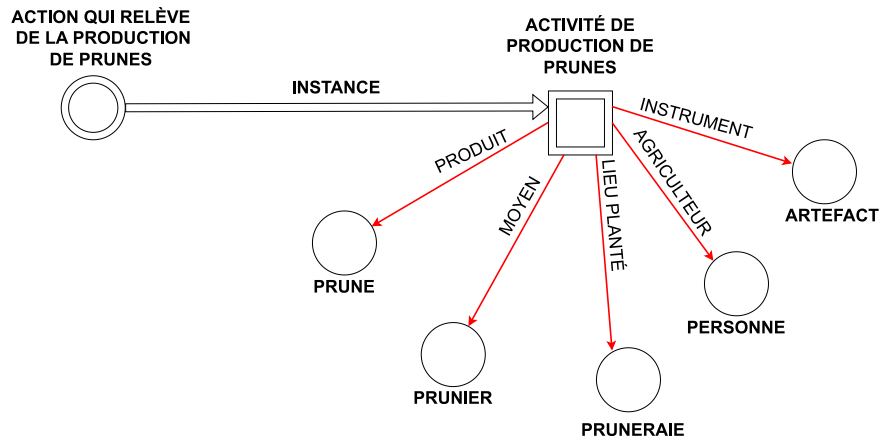 ACTION QUI RELÈVE
DE LA PRODUCTION
DE PRUNES
INSTANCE
ACTIVITÉ DE
PRODUCTION DE
PRUNES
PRODUIT
MOYEN
LIEU PLANTÉ
AGRICULTEUR
INSTRUMENT
PRUNE
PRUNIER
PRUNERAIE
PERSONNE
ARTEFACT